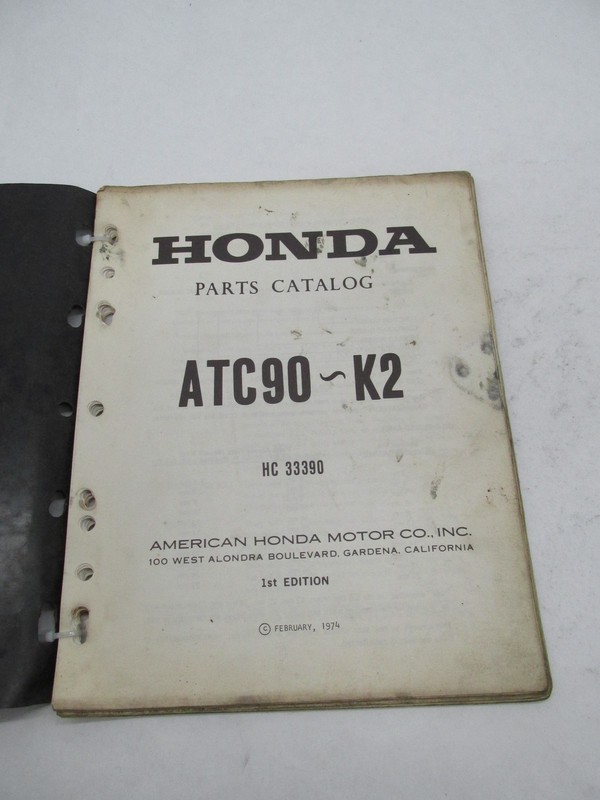 HONDA
PARTS CATALOG
ATC90~K2
HC 33390
AMERICAN HONDA MOTOR CO., INC.
100 WEST ALONDRA BOULEVARD, GARDENA, CALIFORNIA
1st EDITION
© FEBRUARY, 1974